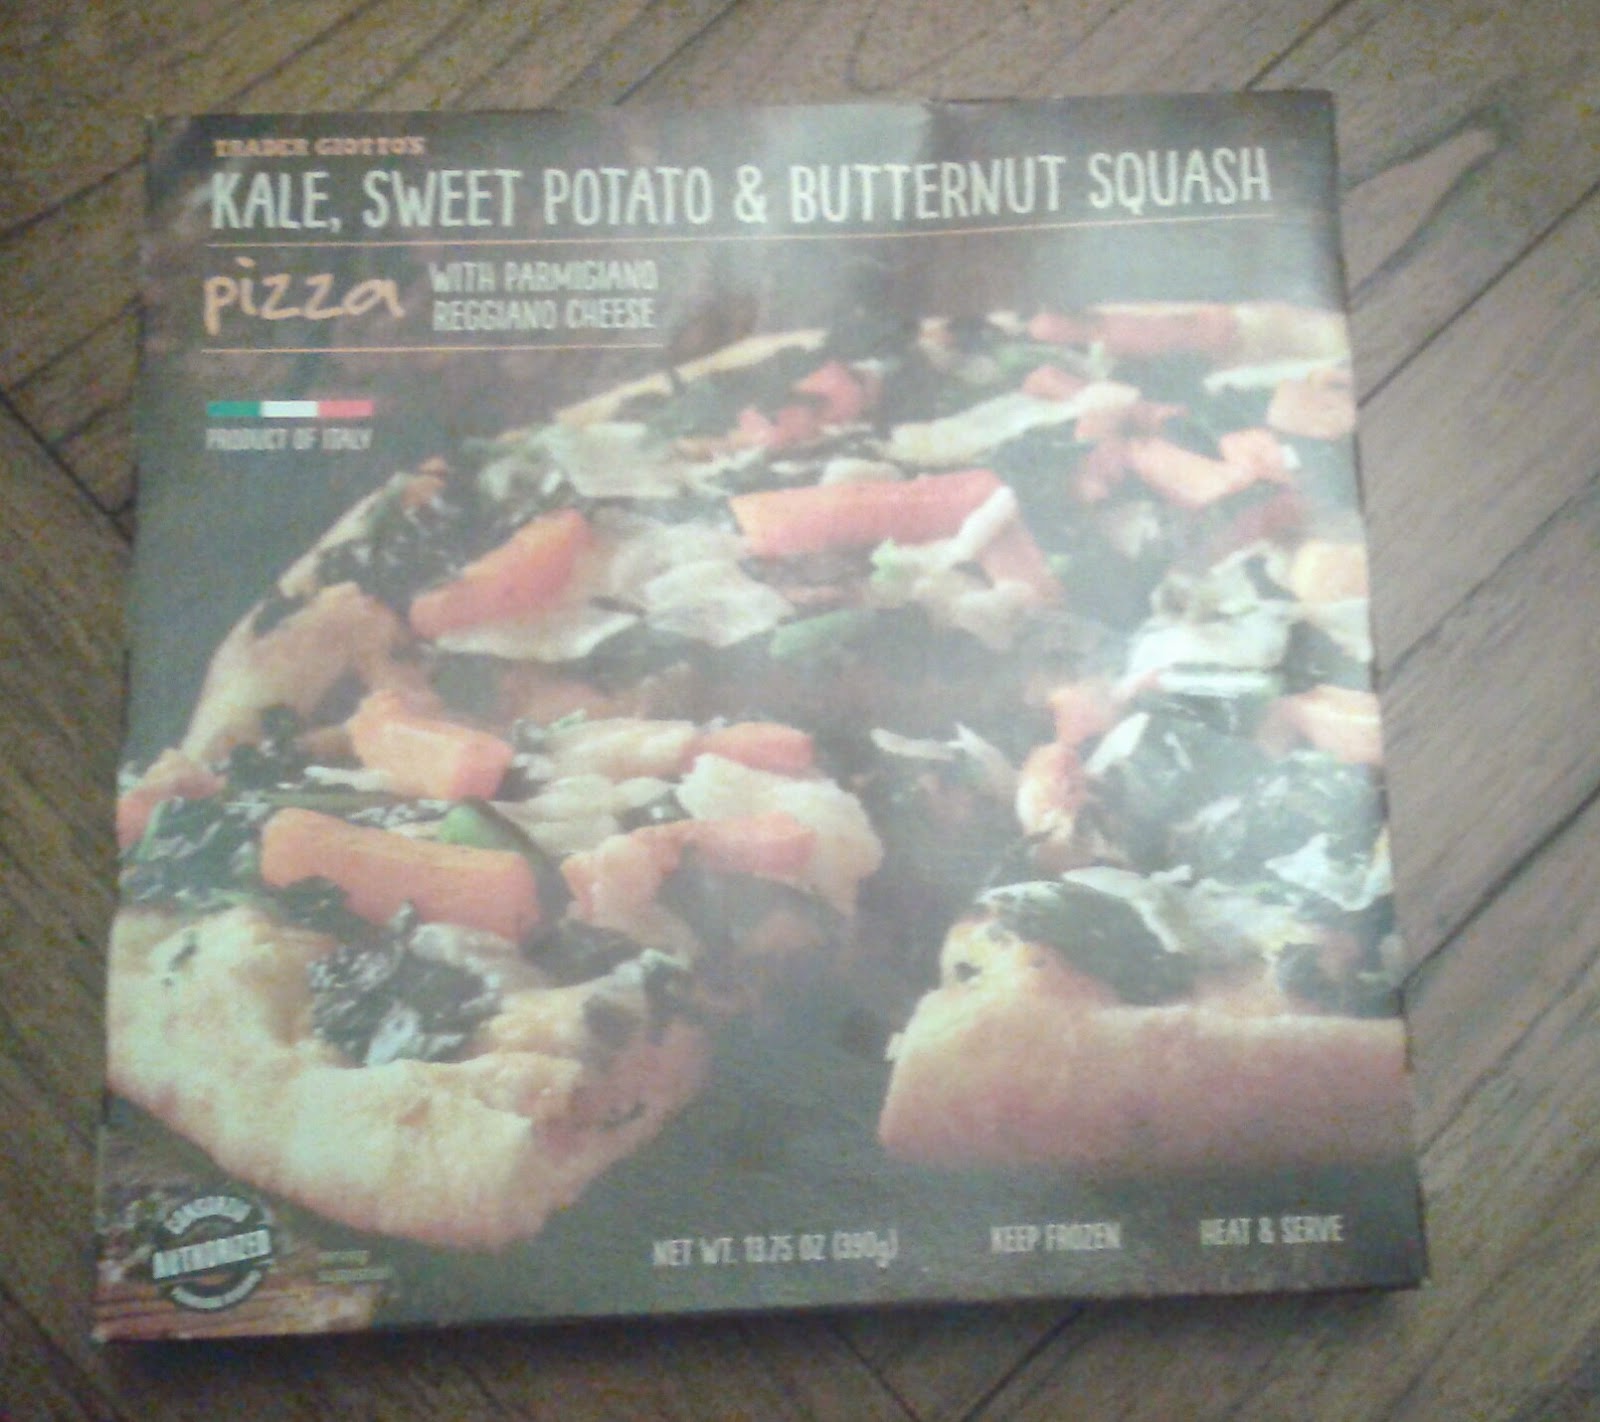 TRADER GIOTTO'S
KALE, SWEET POTATO & BUTTERNUT SQUASH
pizza
WITH PARMIGIANO
REGGIANO CHEESE
PRODUCT OF ITALY
CONSORZIO
AUTHORIZED
NET WT. 13.75 OZ (390g)
KEEP FROZEN
HEAT & SERVE